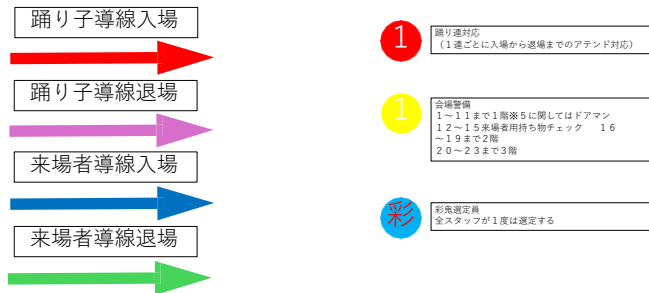 踊り子導線入場
踊り子導線退場
来場者導線入場
来場者導線退場
1
踊り連対応
（１連ごとに入場から退場までのアテンド対応）
1
会場警備
１～１１まで１階※５に関してはドアマン
１２～１５来場者用持ち物チェック　１６
～１９まで２階
２０～２３まで３階
彩
彩鬼選定員
全スタッフが１度は選定する